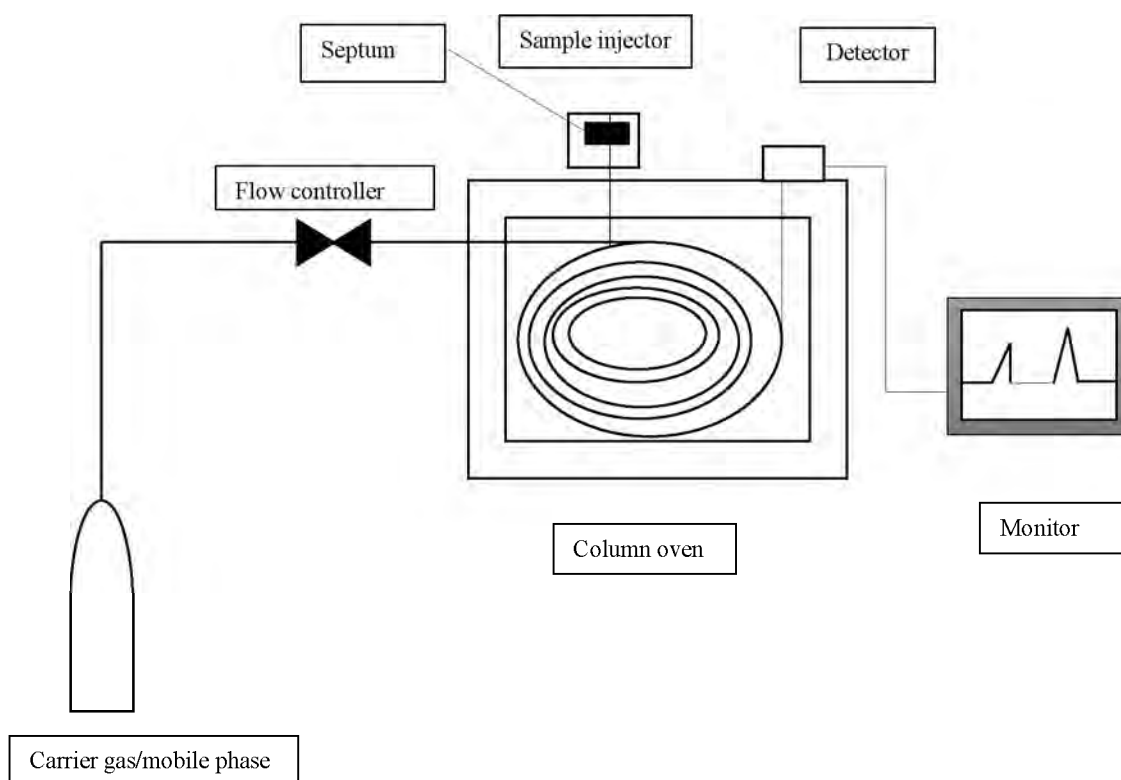 Septum
Sample injector
Detector
Flow controller
Column oven
Monitor
Carrier gas/mobile phase